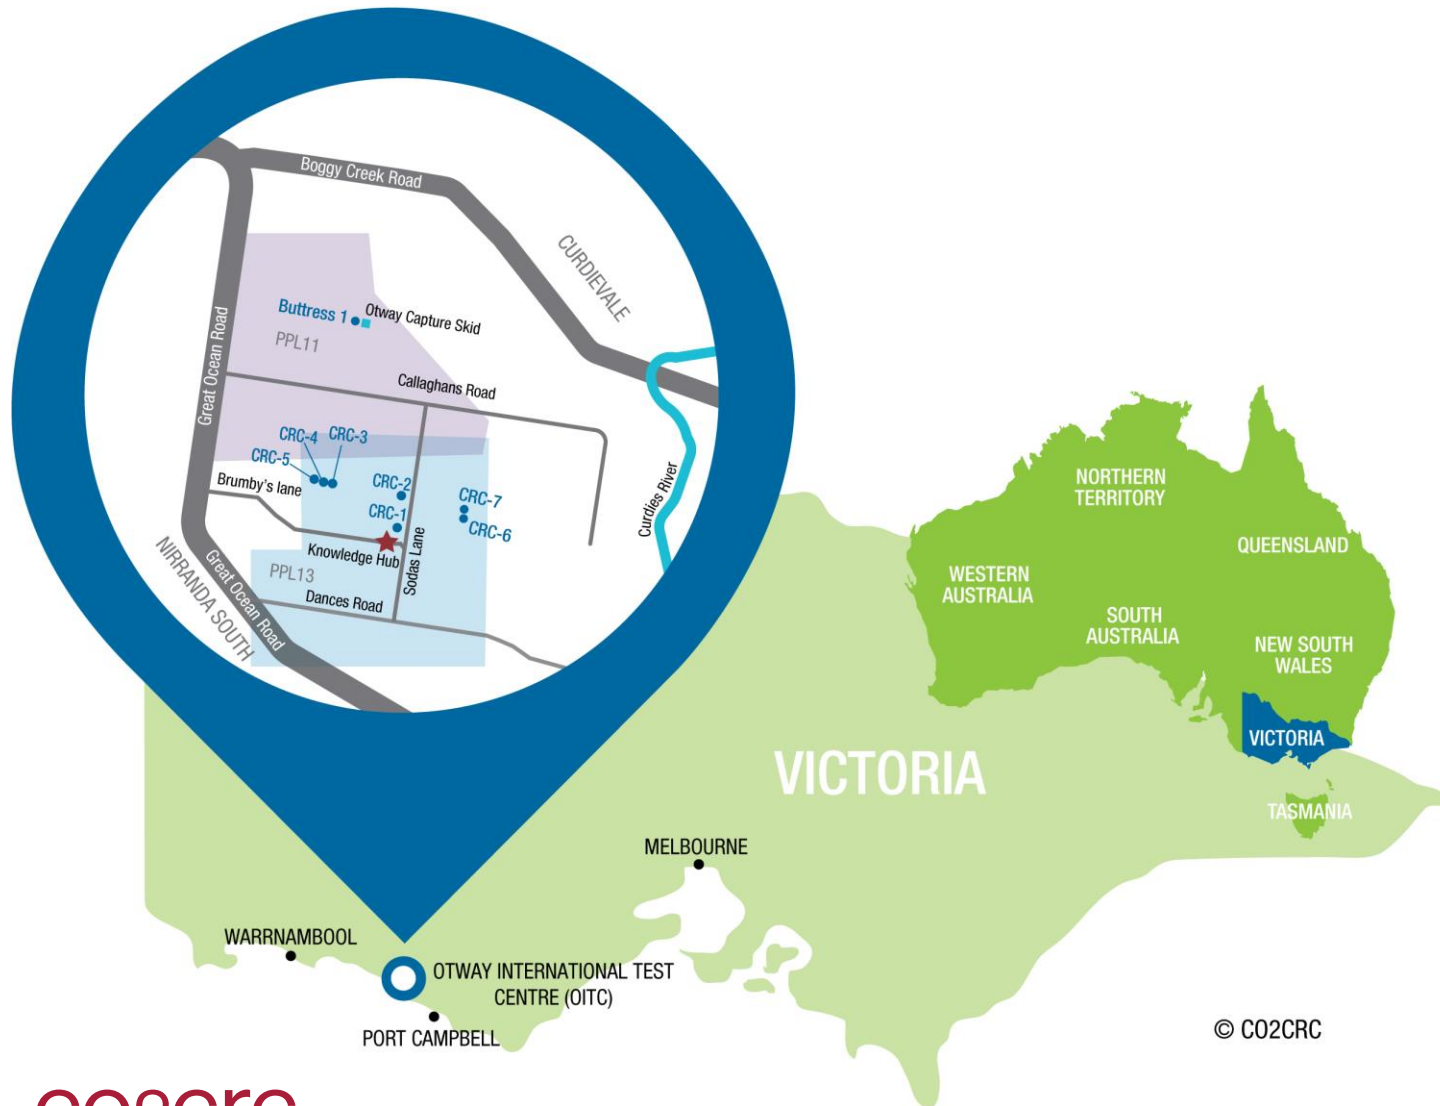 Boggy Creek Road
CURDIEVALE
Great Ocean Road
Buttress 1
Otway Capture Skid
PPL11
Callaghans Road
CRC-4
CRC-3
CRC-5
Brumby's lane
CRC-2
CRC-1
CRC-7
CRC-6
Curdies River
Knowledge Hub
Sodas Lane
PPL13
Dances Road
Great Ocean Road
NIRRANDA SOUTH
NORTHERN
TERRITORY
QUEENSLAND
WESTERN
AUSTRALIA
SOUTH
AUSTRALIA
NEW SOUTH
WALES
VICTORIA
TASMANIA
VICTORIA
MELBOURNE
WARRNAMBOOL
OTWAY INTERNATIONAL TEST
CENTRE (OITC)
PORT CAMPBELL
© CO2CRC
co2crc